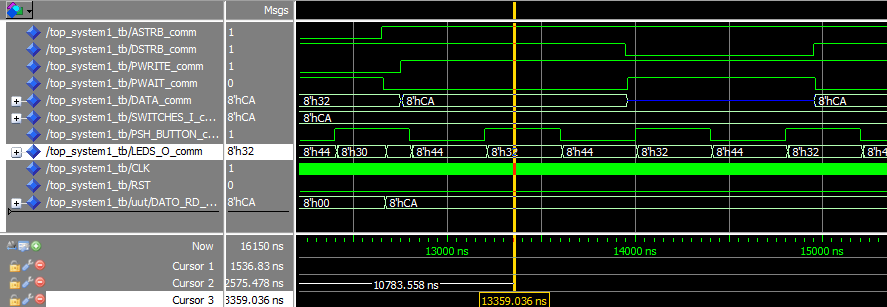 Msgs
/top_system1_tb/ASTRB_comm 1
/top_system1_tb/DSTRB_comm 1
/top_system1_tb/PWRITE_comm 1
/top_system1_tb/PWAIT_comm 0
/top_system1_tb/DATA_comm 8'hCA 8'h32 8'hCA 8'hCA
/top_system1_tb/SWITCHES_I_c... 8'hCA 8'hCA
/top_system1_tb/PSH_BUTTON_c... 1
/top_system1_tb/LEDS_O_comm 8'h32 8'h44 8'h30 8'h44 8'h32 8'h44 8'h32 8'h44 8'h32 8'h4
/top_system1_tb/CLK 1
/top_system1_tb/RST 0
/top_system1_tb/uut/DATO_RD_... 8'hCA 8'h00 8'hCA
Now 16150 ns 13000 ns 14000 ns 15000 ns
Cursor 1 1536.83 ns
Cursor 2 2575.478 ns 10783.558 ns
Cursor 3 3359.036 ns 13359.036 ns